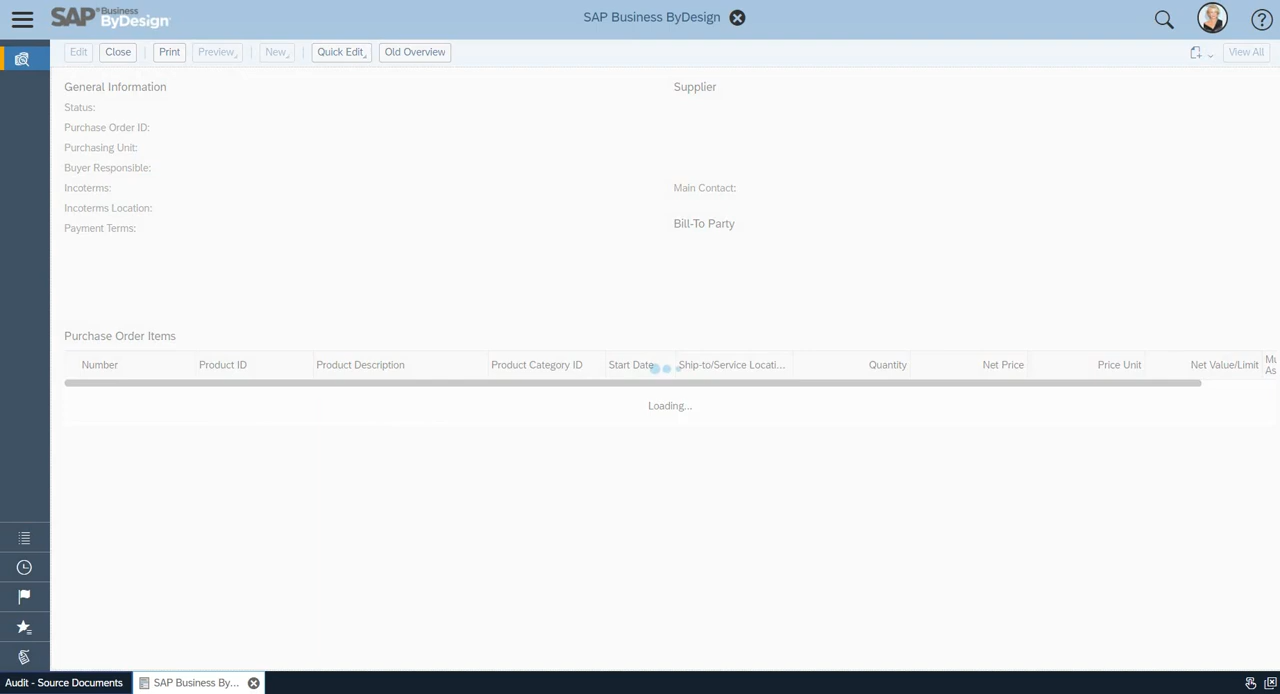 SAP Business ByDesign
SAP Business ByDesign
Edit Close Print Preview New Quick Edit Old Overview View All
General Information
Status:
Purchase Order ID:
Purchasing Unit:
Buyer Responsible:
Incoterms:
Incoterms Location:
Payment Terms:
Supplier
Main Contact:
Bill-To Party
Purchase Order Items
Number Product ID Product Description Product Category ID Start Date Ship-to/Service Locati... Quantity Net Price Price Unit Net Value/Limit Mu
As
Loading...
Audit - Source Documents SAP Business By...